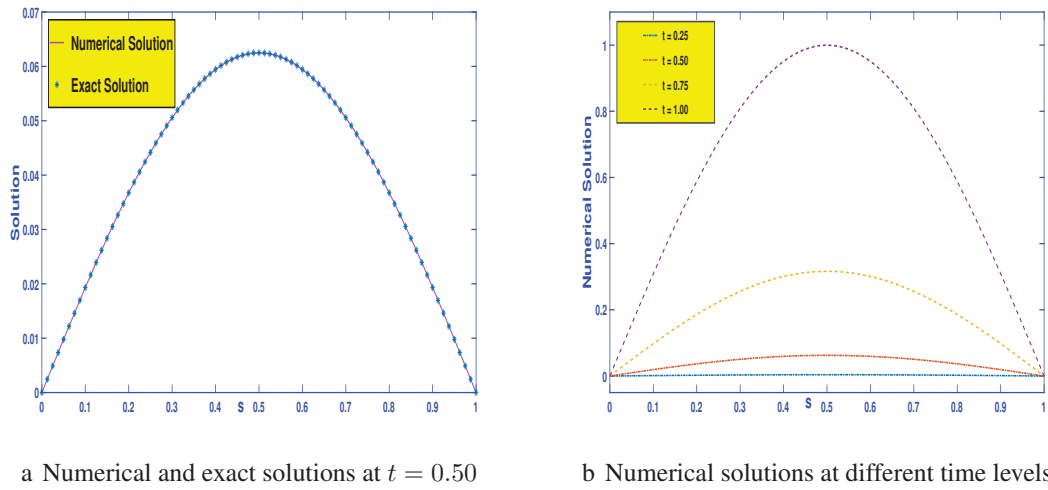 0.07
0.06
0.05
0.04
0.03
0.02
0.01
0
Solution
Numerical Solution
Exact Solution
0 0.1 0.2 0.3 0.4 0.5 0.6 0.7 0.8 0.9 1
S
1
0.8
0.6
0.4
0.2
0
Numerical Solution
t = 0.25
t = 0.50
t = 0.75
t = 1.00
0 0.1 0.2 0.3 0.4 0.5 0.6 0.7 0.8 0.9 1
S
a Numerical and exact solutions at t = 0.50
b Numerical solutions at different time levels